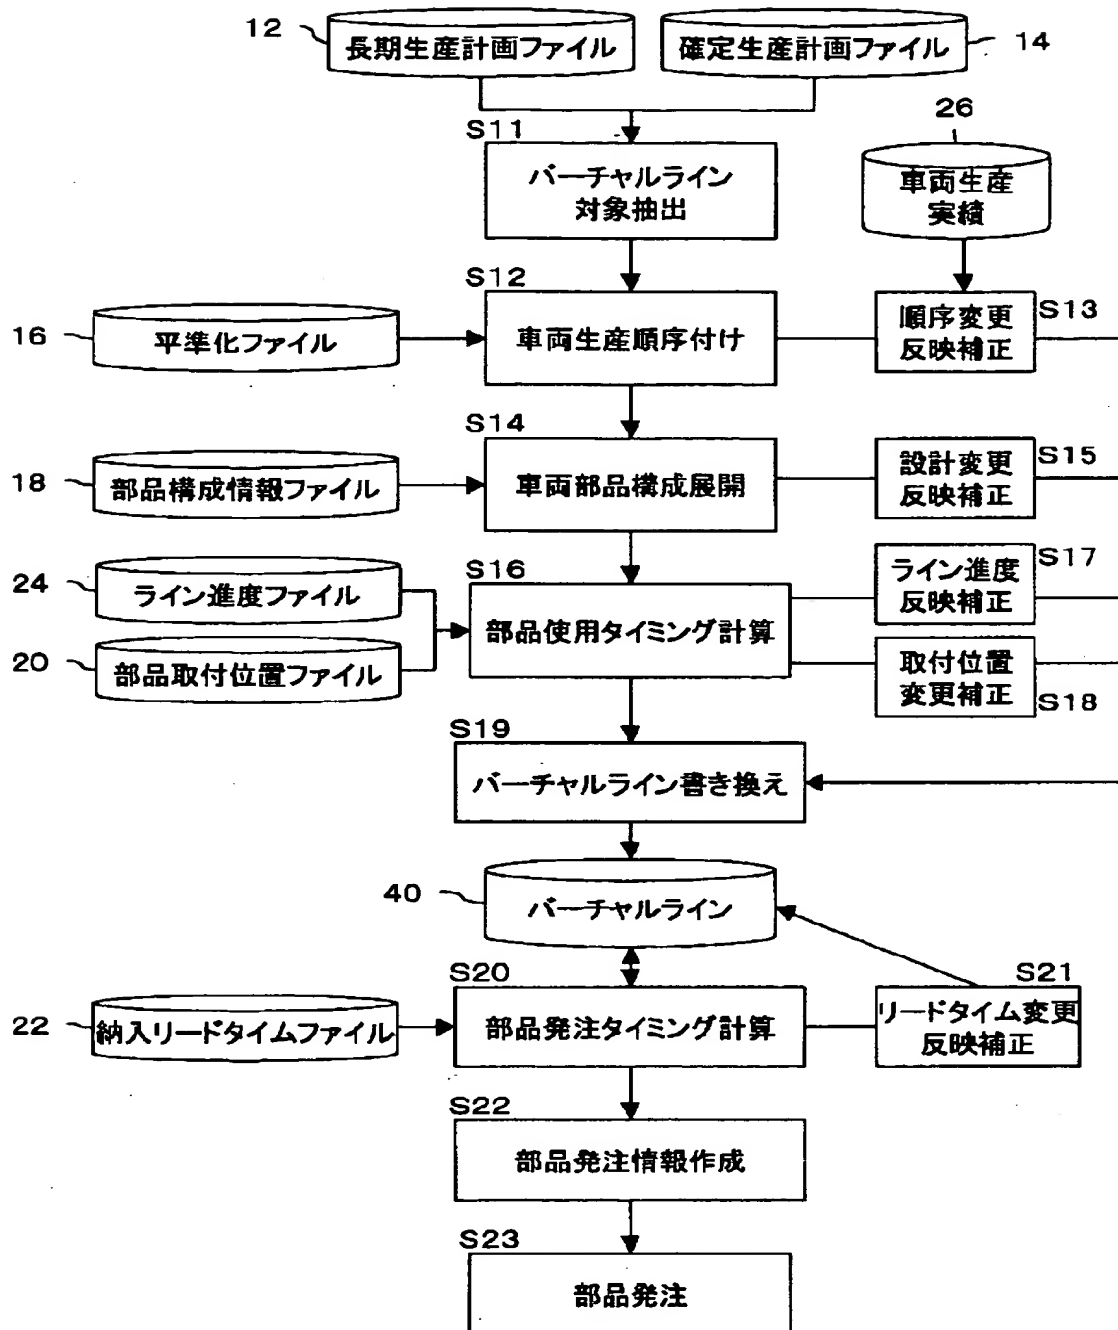 12
長期生産計画ファイル
確定生産計画ファイル
14
S11
バーチャルライン
対象抽出
26
車両生産
実績
S12
16
平準化ファイル
車両生産順序付け
順序変更
反映補正
S13
S14
18
部品構成情報ファイル
車両部品構成展開
設計変更
反映補正
S15
24
ライン進度ファイル
S16
部品使用タイミング計算
ライン進度
反映補正
S17
20
部品取付位置ファイル
取付位置
変更補正
S18
S19
バーチャルライン書き換え
40
バーチャルライン
S20
22
納入リードタイムファイル
部品発注タイミング計算
S21
リードタイム変更
反映補正
S22
部品発注情報作成
S23
部品発注